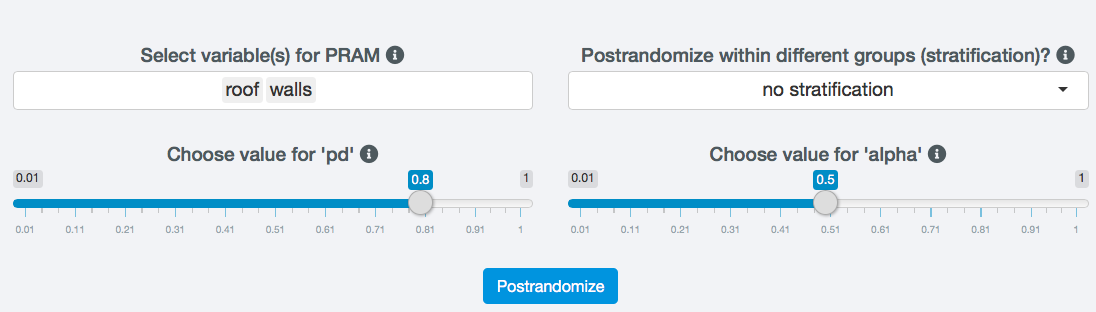 Select variable(s) for PRAM
Postrandomize within different groups (stratification)?
roof walls
no stratification
Choose value for 'pd'
Choose value for 'alpha'
0.01 0.8 1
0.01 0.5 1
0.01 0.11 0.21 0.31 0.41 0.51 0.61 0.71 0.81 0.91 1
0.01 0.11 0.21 0.31 0.41 0.51 0.61 0.71 0.81 0.91 1
Postrandomize